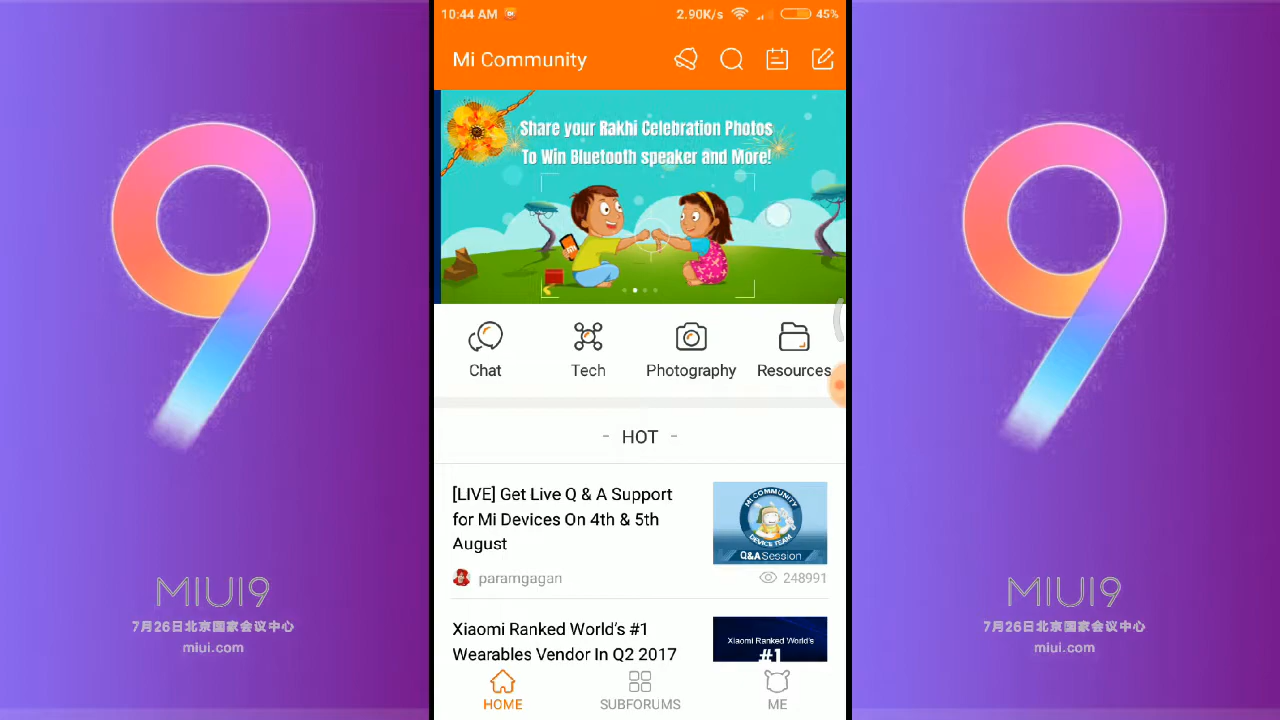 10:44 AM
2.90K/s
45%
Mi Community
Share your Rakhi Celebration Photos
To Win Bluetooth speaker and More!
Chat
Tech
Photography
Resources
- HOT -
[LIVE] Get Live Q & A Support
for Mi Devices On 4th & 5th
August
MI COMMUNITY
DEVICE TEAM
Q&A Session
paramgagan
248991
Xiaomi Ranked World's #1
Wearables Vendor In Q2 2017
Xiaomi Ranked World's
#1
HOME
SUBFORUMS
ME
MIUI9
7月26日北京国家会议中心
miui.com
MIUI9
7月26日北京国家会议中心
miui.com